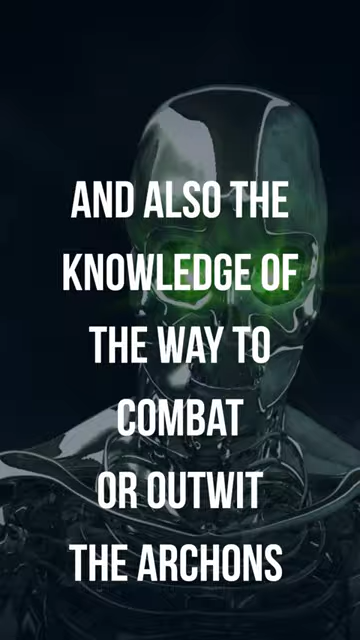 AND ALSO THE
KNOWLEDGE OF
THE WAY TO
COMBAT
OR OUTWIT
THE ARCHONS